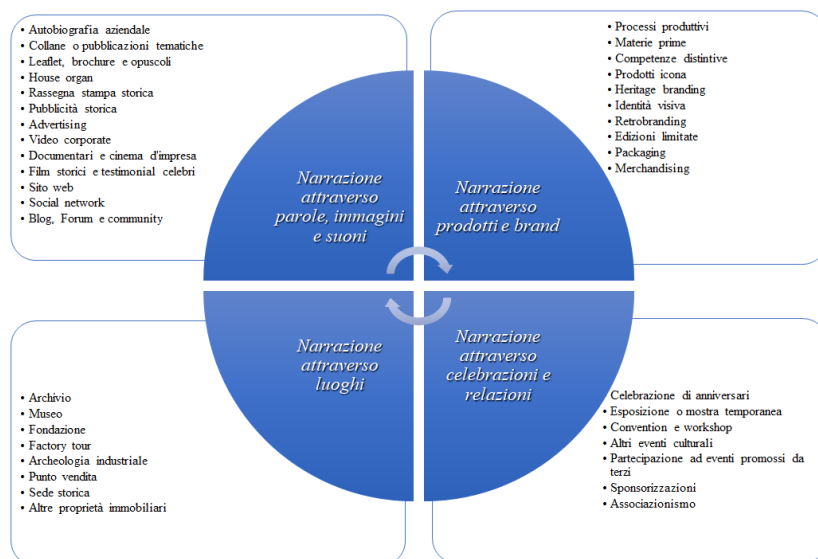 • Autobiografia aziendale
• Collane o pubblicazioni tematiche
• Leaflet, brochure e opuscoli
• House organ
• Rassegna stampa storica
• Pubblicità storica
• Advertising
• Video corporate
• Documentari e cinema d'impresa
• Film storici e testimonial celebri
• Sito web
• Social network
• Blog, Forum e community
• Processi produttivi
• Materie prime
• Competenze distintive
• Prodotti icona
• Heritage branding
• Identità visiva
• Retrobranding
• Edizioni limitate
• Packaging
• Merchandising
Narrazione
attraverso
parole, immagini
e suoni
Narrazione
attraverso
prodotti e brand
Narrazione
attraverso
luoghi
Narrazione
attraverso
celebrazioni e
relazioni
• Archivio
• Museo
• Fondazione
• Factory tour
• Archeologia industriale
• Punto vendita
• Sede storica
• Altre proprietà immobiliari
Celebrazione di anniversari
• Esposizione o mostra temporanea
• Convention e workshop
• Altri eventi culturali
• Partecipazione ad eventi promossi da
terzi
• Sponsorizzazioni
• Associazionismo